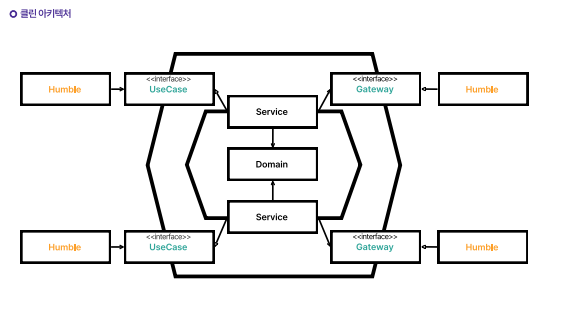 클린 아키텍처
<<interface>>
<<interface>>
Humble
UseCase
Gateway
Humble
Service
Domain
Service
<<interface>>
<<interface>>
Humble
UseCase
Gateway
Humble